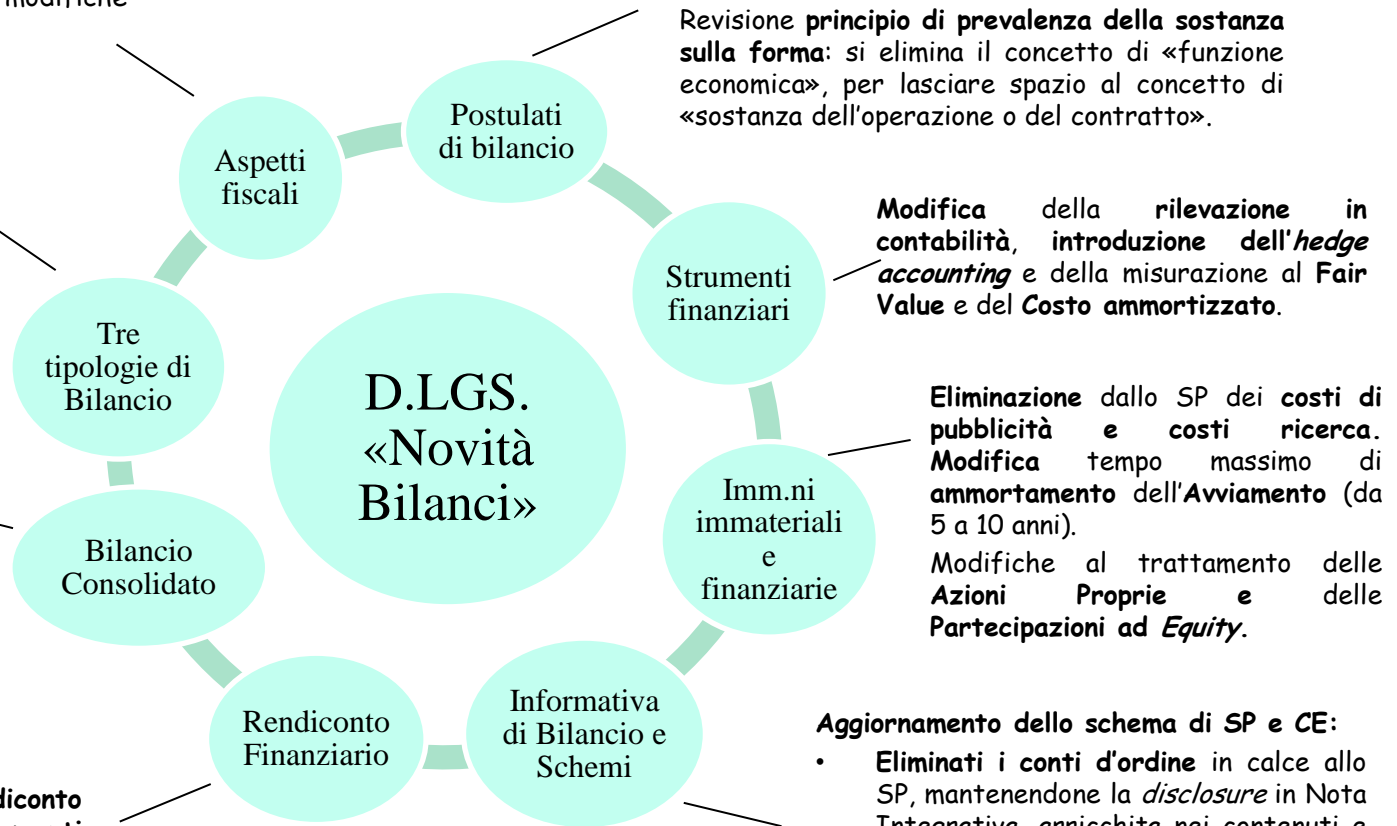 modifiche
Revisione principio di prevalenza della sostanza
sulla forma: si elimina il concetto di «funzione
economica», per lasciare spazio al concetto di
«sostanza dell'operazione o del contratto».
Postulati
di bilancio
Aspetti
fiscali
Modifica della rilevazione in
contabilità, introduzione dell'hedge
accounting e della misurazione al Fair
Value e del Costo ammortizzato.
Strumenti
finanziari
Tre
tipologie di
Bilancio
D.LGS.
«Novità
Bilanci»
Eliminazione dallo SP dei costi di
pubblicità e costi ricerca.
Modifica tempo massimo di
ammortamento dell'Avviamento (da
5 a 10 anni).
Modifiche al trattamento delle
Azioni Proprie e delle
Partecipazioni ad Equity.
Imm.ni
immateriali
e
finanziarie
Bilancio
Consolidato
Informativa
di Bilancio e
Schemi
Rendiconto
Finanziario
Aggiornamento dello schema di SP e CE:
• Eliminati i conti d'ordine in calce allo
SP, mantenendone la disclosure in Nota
Integrativa, arricchita nei contenuti e
diconto